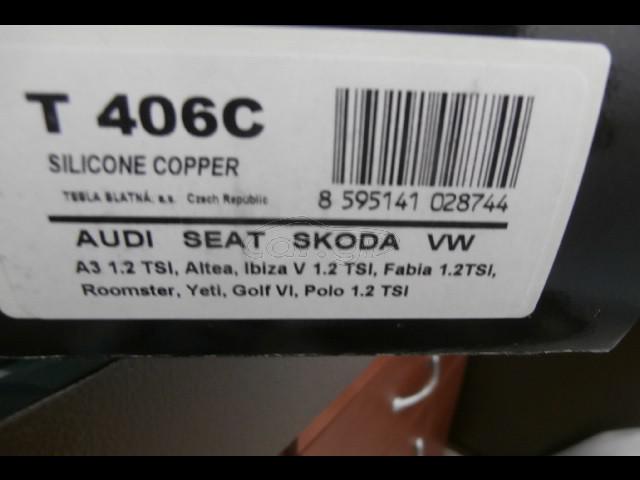 T 406C
SILICONE COPPER
TESLA BLATNÁ, a.s. Czech Republic
8 595141 028744
AUDI SEAT SKODA VW
A3 1.2 TSI, Altea, Ibiza V 1.2 TSI, Fabia 1.2TSI,
Roomster, Yeti, Golf VI, Polo 1.2 TSI